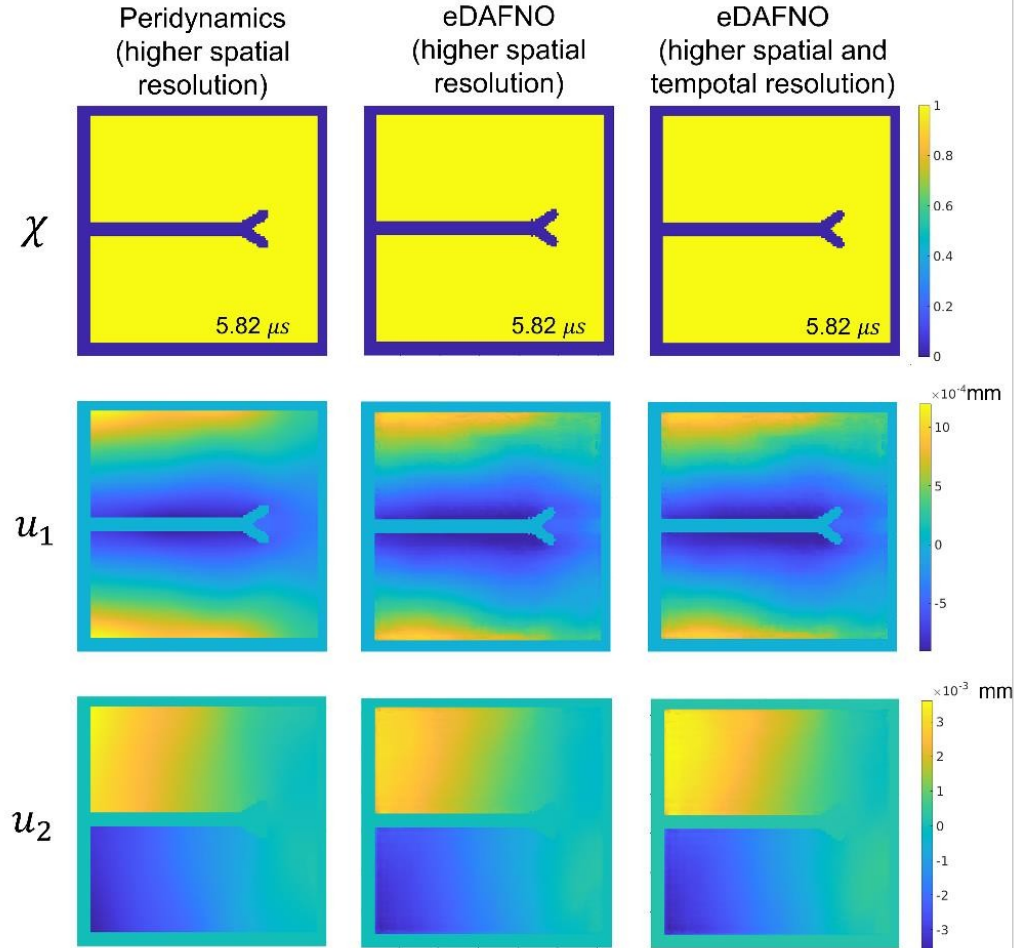 Peridynamics
(higher spatial
resolution)
eDAFNO
(higher spatial
resolution)
eDAFNO
(higher spatial and
tempotal resolution)
χ
5.82 μs
5.82 μs
5.82 μs
1
0.8
0.6
0.4
0.2
0
u₁
×10⁻⁴ mm
10
5
0
-5
u₂
×10⁻³ mm
3
2
1
0
-1
-2
-3